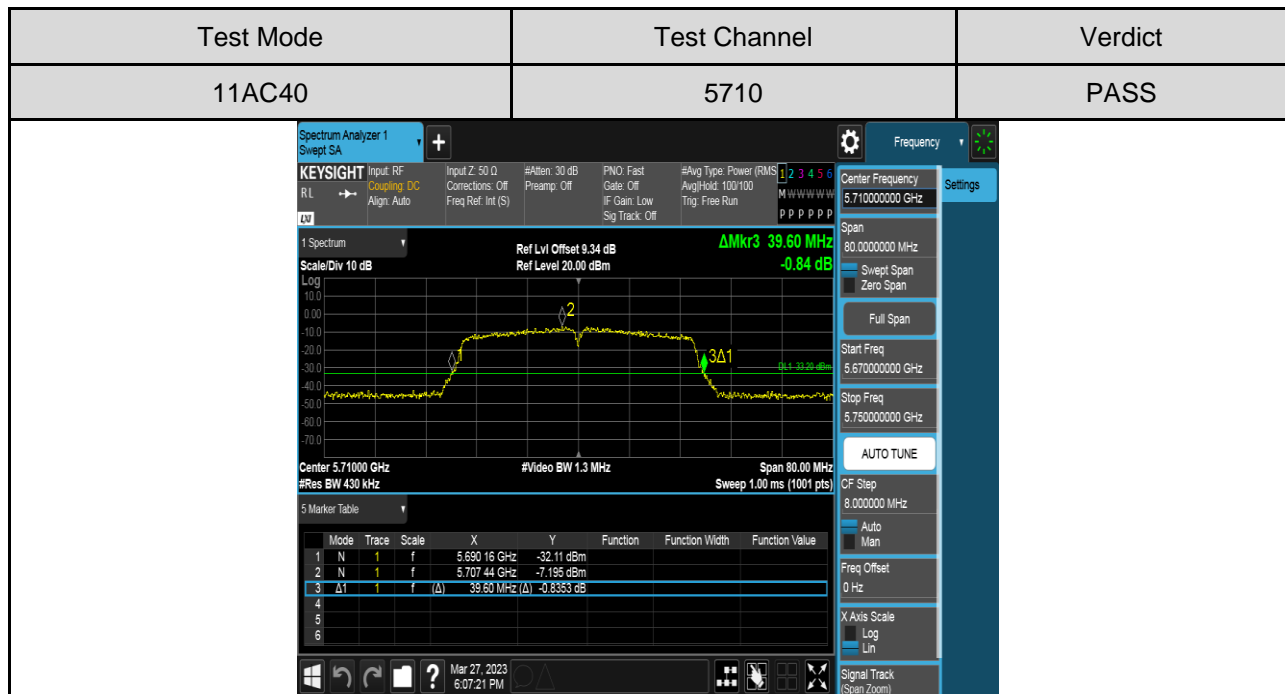 Test Mode Test Channel Verdict
11AC40 5710 PASS
Spectrum Analyzer 1
Swept SA
+
Frequency
KEYSIGHT
RL
LXI
Input: RF
Coupling: DC
Align: Auto
Input Z: 50 Ω
Corrections: Off
Freq Ref: Int (S)
#Atten: 30 dB
Preamp: Off
PNO: Fast
Gate: Off
IF Gain: Low
Sig Track: Off
#Avg Type: Power (RMS
Avg|Hold: 100/100
Trig: Free Run
1 2 3 4 5 6
M W W W W W
P P P P P P
1 Spectrum
Scale/Div 10 dB
Ref Lvl Offset 9.34 dB
Ref Level 20.00 dBm
ΔMkr3 39.60 MHz
-0.84 dB
Log
10.0
0.00
-10.0
-20.0
-30.0
-40.0
-50.0
-60.0
-70.0
2
1
3Δ1
DL1 -33.20 dBm
Center 5.71000 GHz
#Video BW 1.3 MHz
Span 80.00 MHz
#Res BW 430 kHz
Sweep 1.00 ms (1001 pts)
5 Marker Table
Mode Trace Scale X Y Function Function Width Function Value
1 N 1 f 5.690 16 GHz -32.11 dBm
2 N 1 f 5.707 44 GHz -7.195 dBm
3 Δ1 1 f (Δ) 39.60 MHz (Δ) -0.8353 dB
4
5
6
?
Mar 27, 2023
6:07:21 PM
Center Frequency
5.710000000 GHz
Settings
Span
80.0000000 MHz
Swept Span
Zero Span
Full Span
Start Freq
5.670000000 GHz
Stop Freq
5.750000000 GHz
AUTO TUNE
CF Step
8.000000 MHz
Auto
Man
Freq Offset
0 Hz
X Axis Scale
Log
Lin
Signal Track
(Span Zoom)